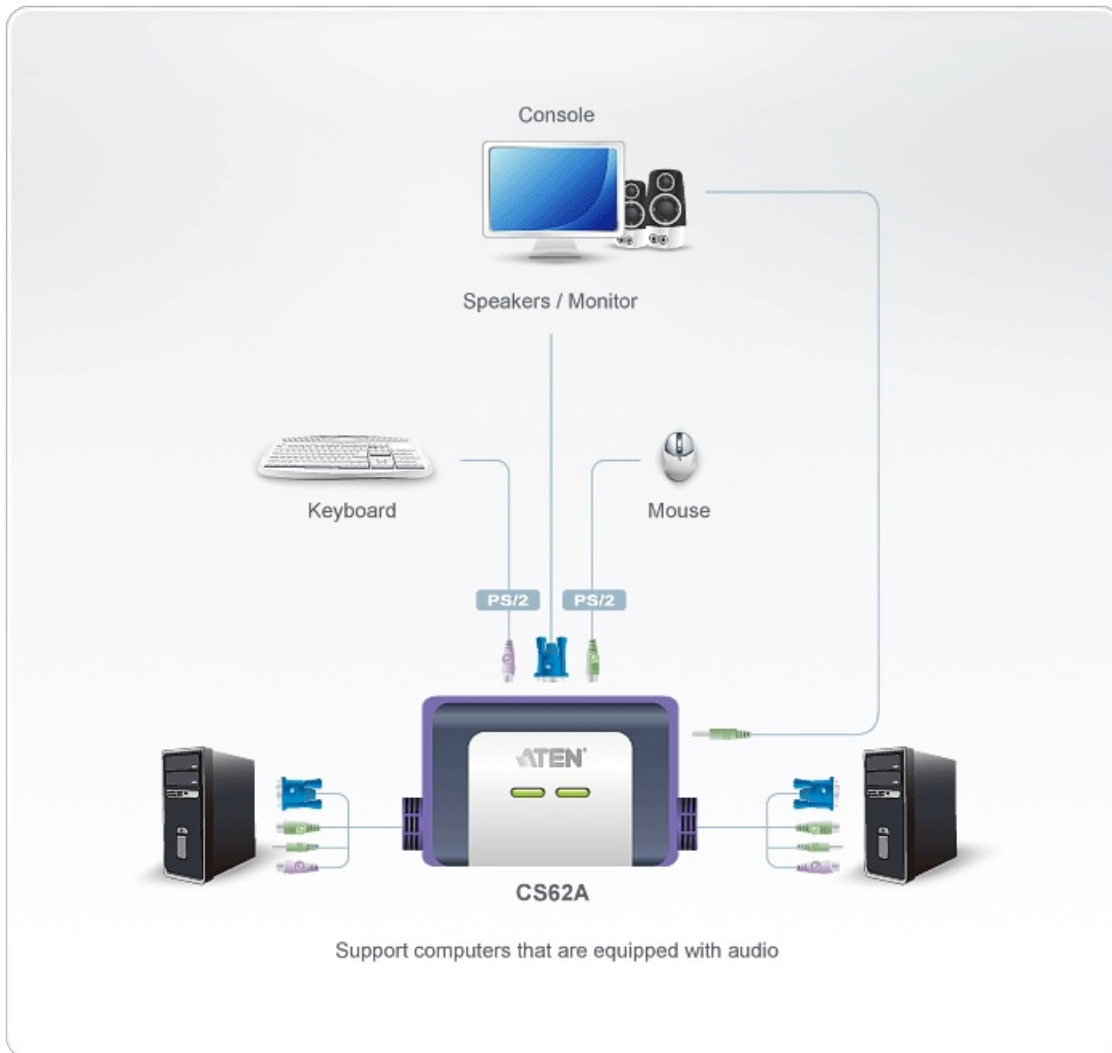 Console
Speakers / Monitor
Keyboard
Mouse
PS/2
PS/2
ATEN
CS62A
Support computers that are equipped with audio